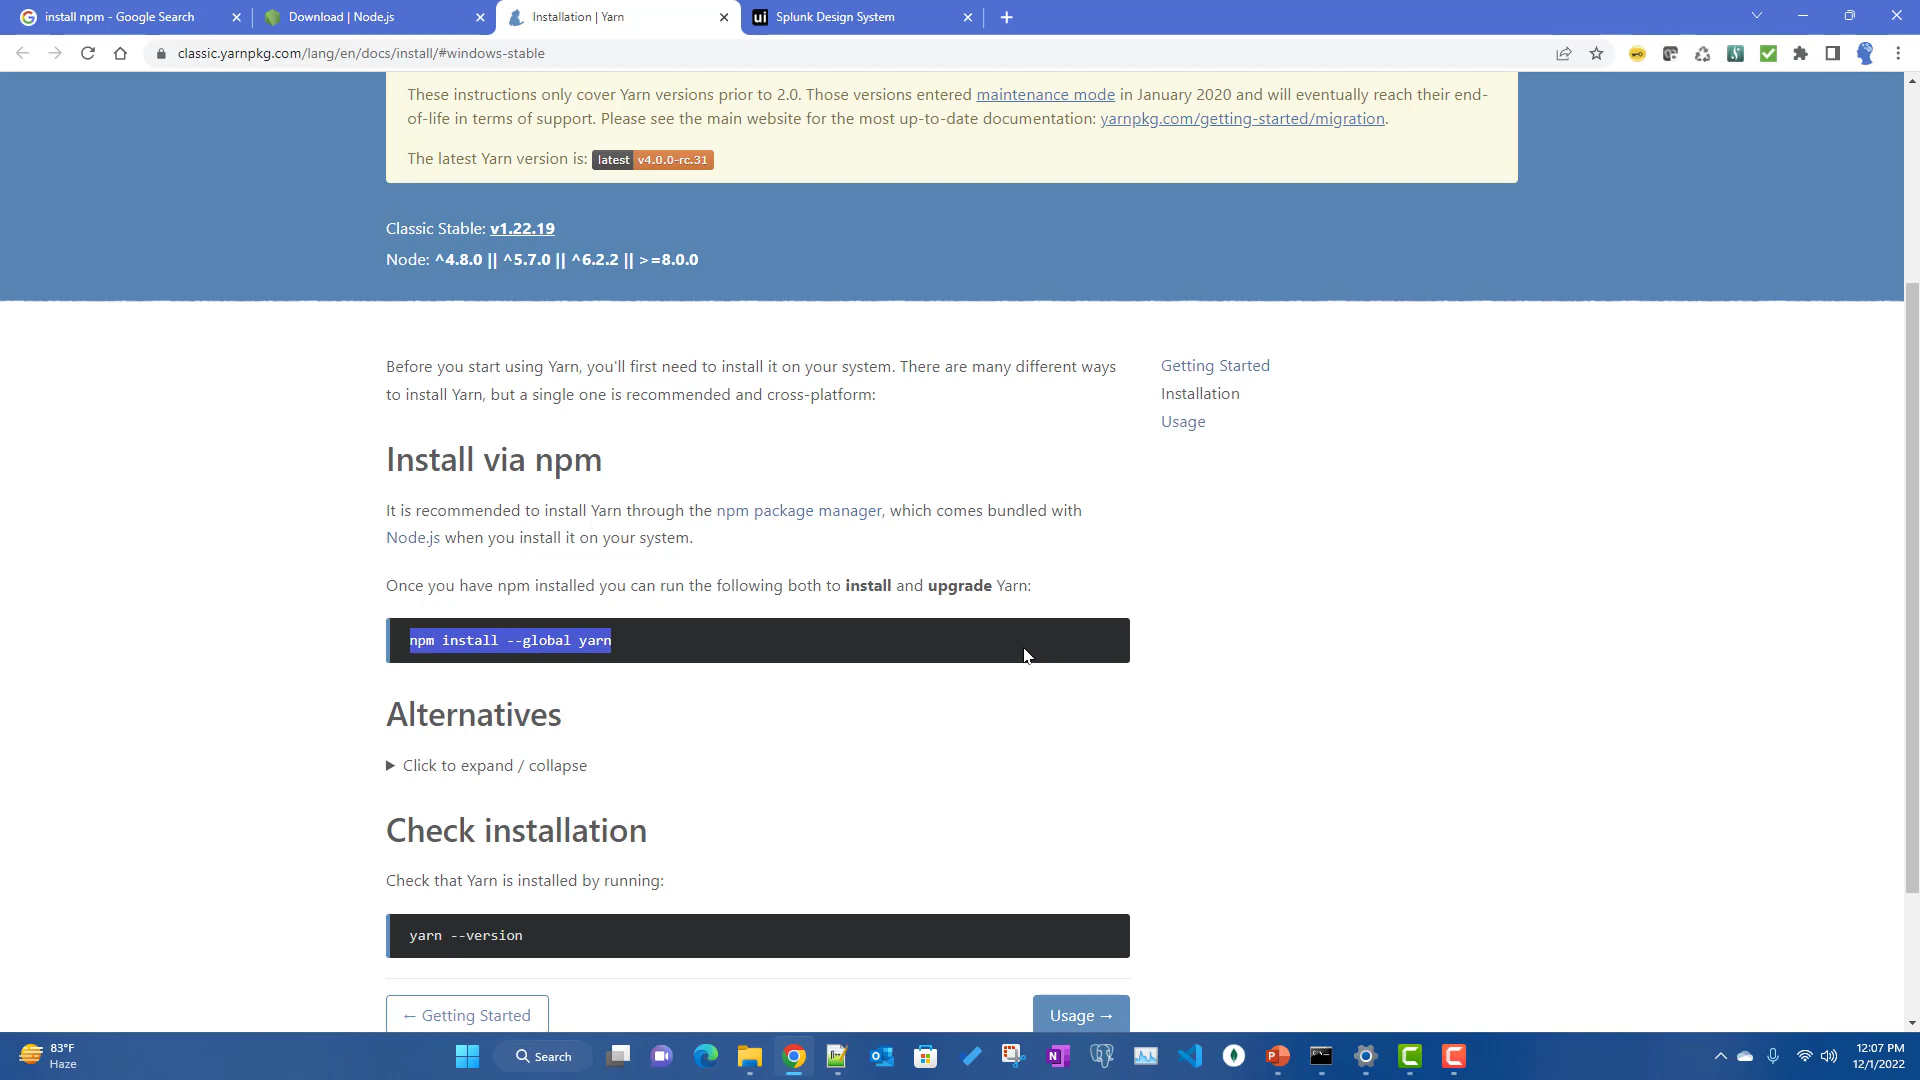 install npm - Google Search
Download | Node.js
Installation | Yarn
ui
Splunk Design System
classic.yarnpkg.com/lang/en/docs/install/#windows-stable
These instructions only cover Yarn versions prior to 2.0. Those versions entered maintenance mode in January 2020 and will eventually reach their end-
of-life in terms of support. Please see the main website for the most up-to-date documentation: yarnpkg.com/getting-started/migration.
The latest Yarn version is: latest v4.0.0-rc.31
Classic Stable: v1.22.19
Node: ^4.8.0 || ^5.7.0 || ^6.2.2 || >=8.0.0
Before you start using Yarn, you'll first need to install it on your system. There are many different ways
to install Yarn, but a single one is recommended and cross-platform:
Getting Started
Installation
Usage
Install via npm
It is recommended to install Yarn through the npm package manager, which comes bundled with
Node.js when you install it on your system.
Once you have npm installed you can run the following both to install and upgrade Yarn:
npm install --global yarn
Alternatives
Click to expand / collapse
Check installation
Check that Yarn is installed by running:
yarn --version
← Getting Started
Usage →
83°F
Haze
Search
12:07 PM
12/1/2022